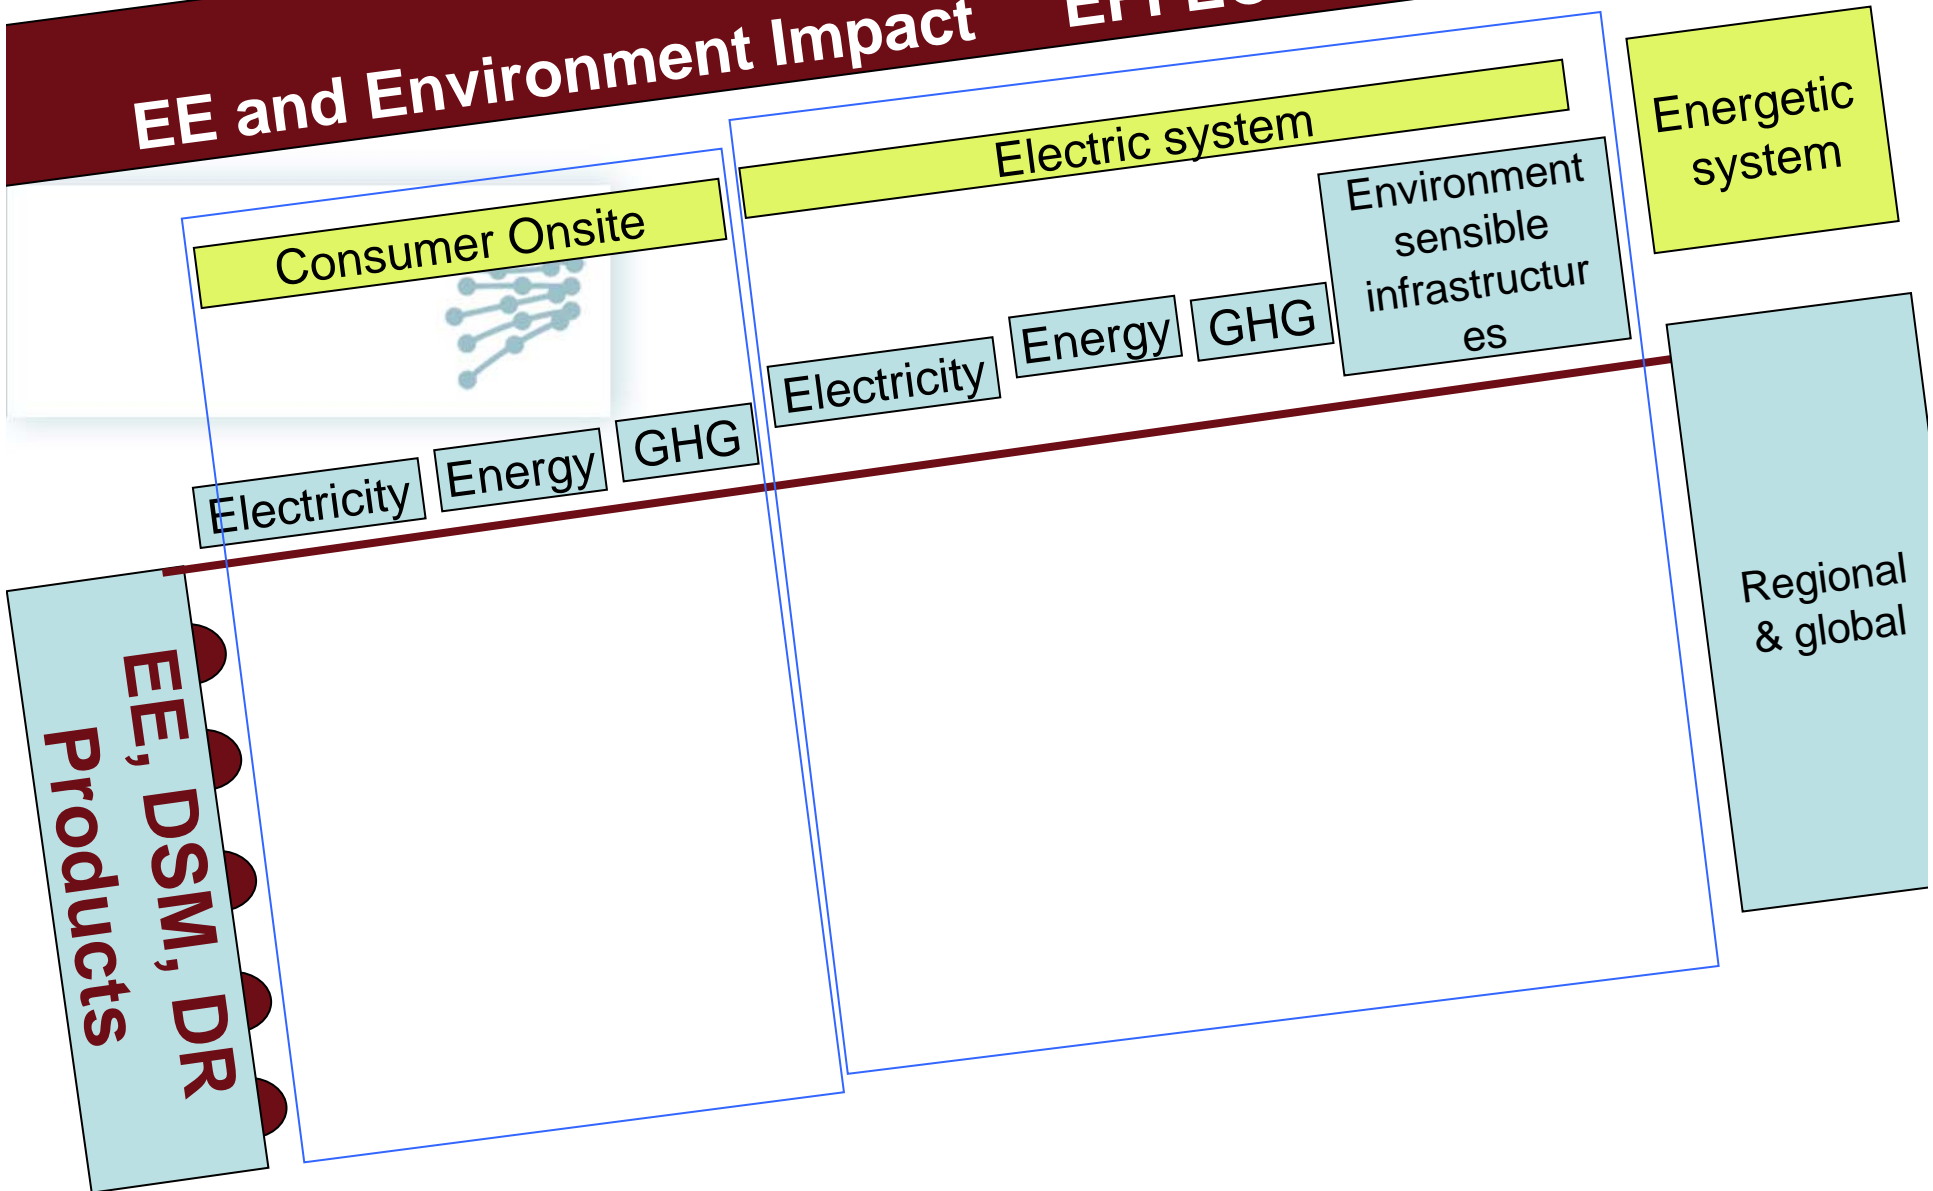 EE and Environment Impact
Electric system
Energetic
system
Consumer Onsite
Environment
sensible
infrastructur
es
Electricity
Energy
GHG
Electricity
Energy
GHG
Regional
& global
EE, DSM, DR
Products